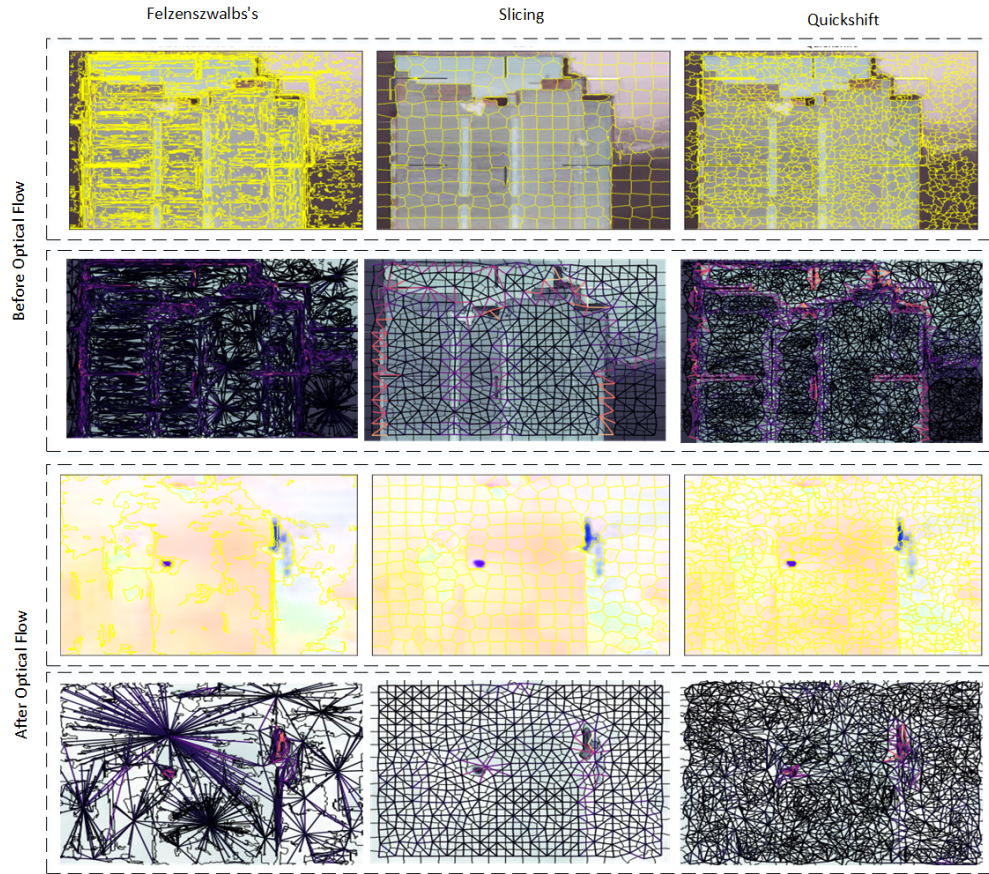 Felzenszwalbs's
Slicing
Quickshift
Before Optical Flow
After Optical Flow